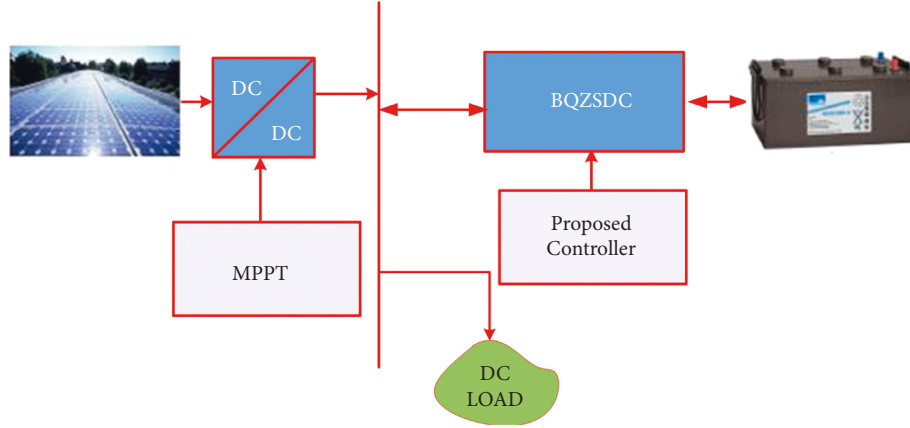 DC
DC
BQZSDC
MPPT
Proposed
Controller
DC
LOAD